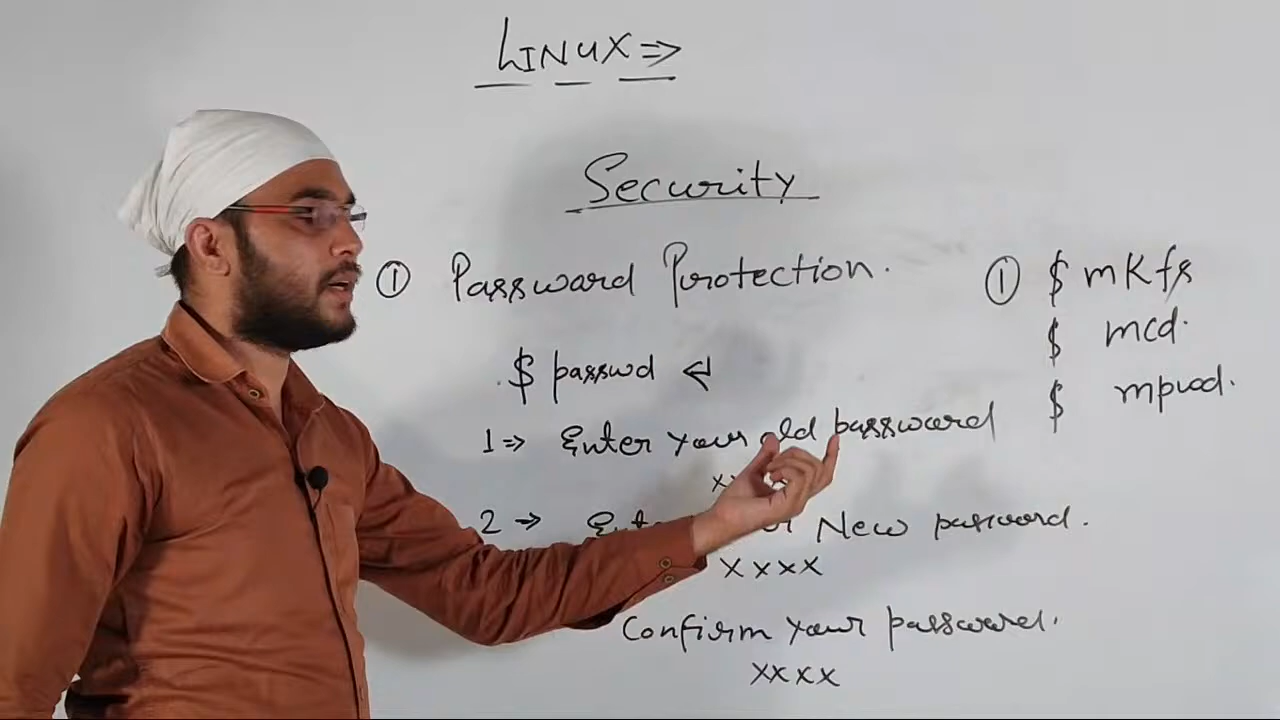 LINUX ⇒
Security
① Password Protection.
$ passwd ↵
1 ⇒ Enter your old password
2 → New password.
xxxx
Confirm your password.
xxxx
① $ mkfs
$ mcd.
$